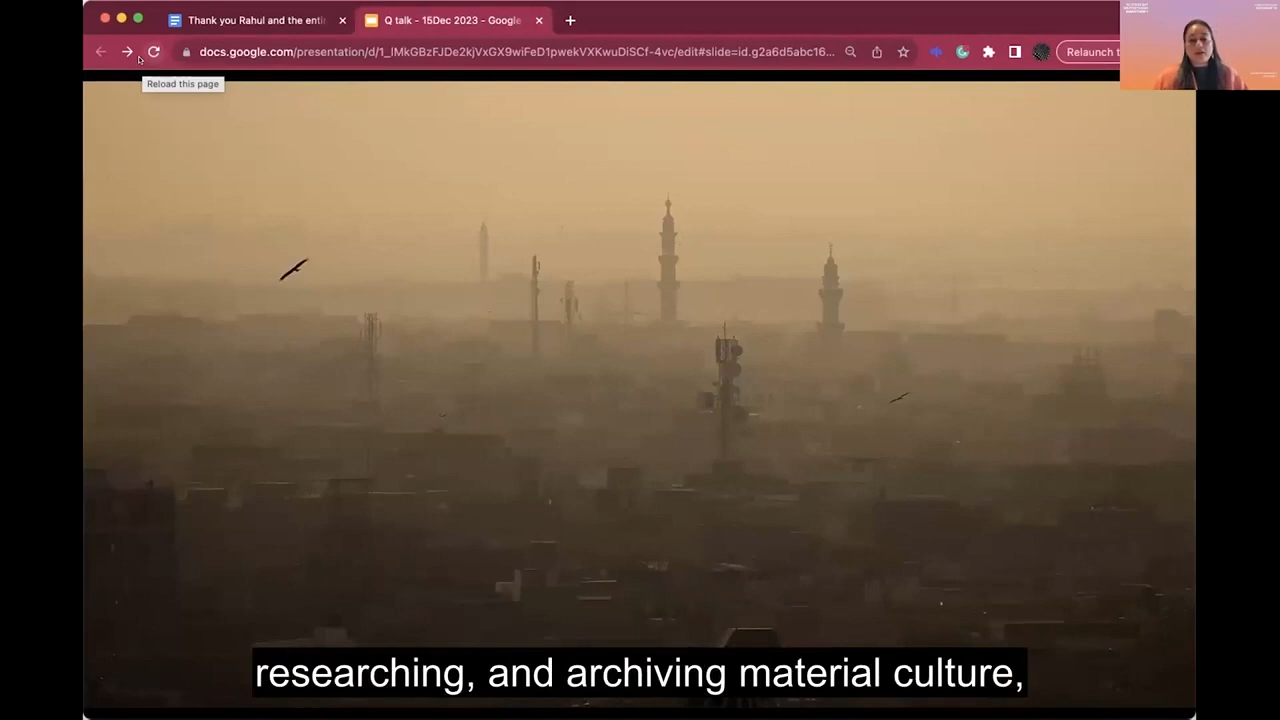 Thank you Rahul and the enti
Q talk - 15Dec 2023 - Google
docs.google.com/presentation/d/1_lMkGBzFJDe2kjVxGX9wiFeD1pwekVXKwuDiSCf-4vc/edit#slide=id.g2a6d5abc16...
Relaunch t
Reload this page
researching, and archiving material culture,